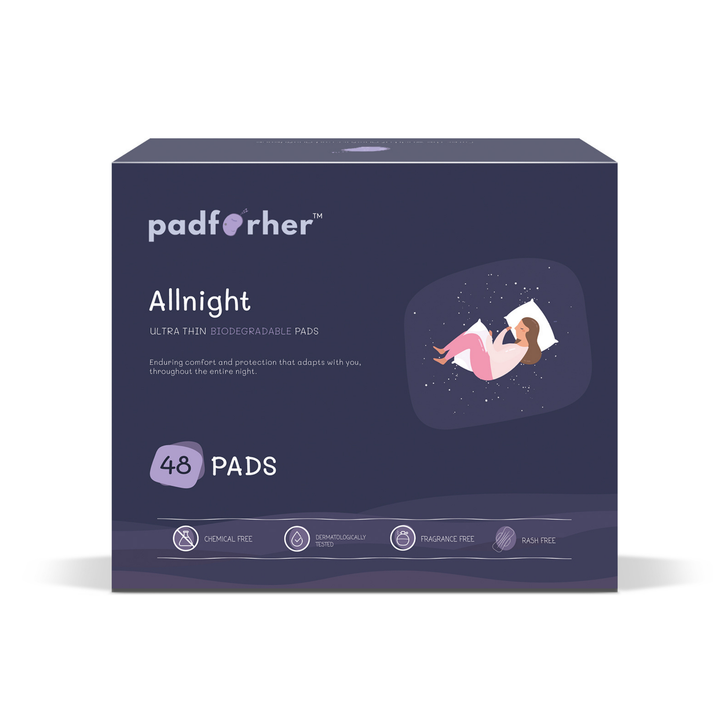 padforher™
Allnight
ULTRA THIN BIODEGRADABLE PADS
Enduring comfort and protection that adapts with you,
throughout the entire night.
48 PADS
CHEMICAL FREE
DERMATOLOGICALLY
TESTED
FRAGRANCE FREE
RASH FREE